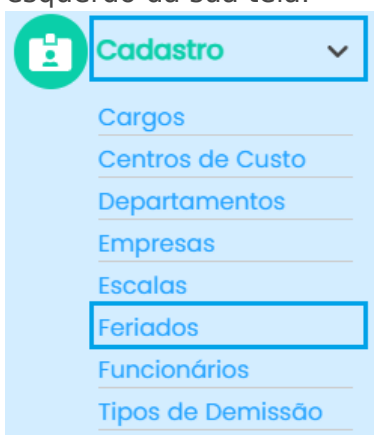 Cadastro
Cargos
Centros de Custo
Departamentos
Empresas
Escalas
Feriados
Funcionários
Tipos de Demissão